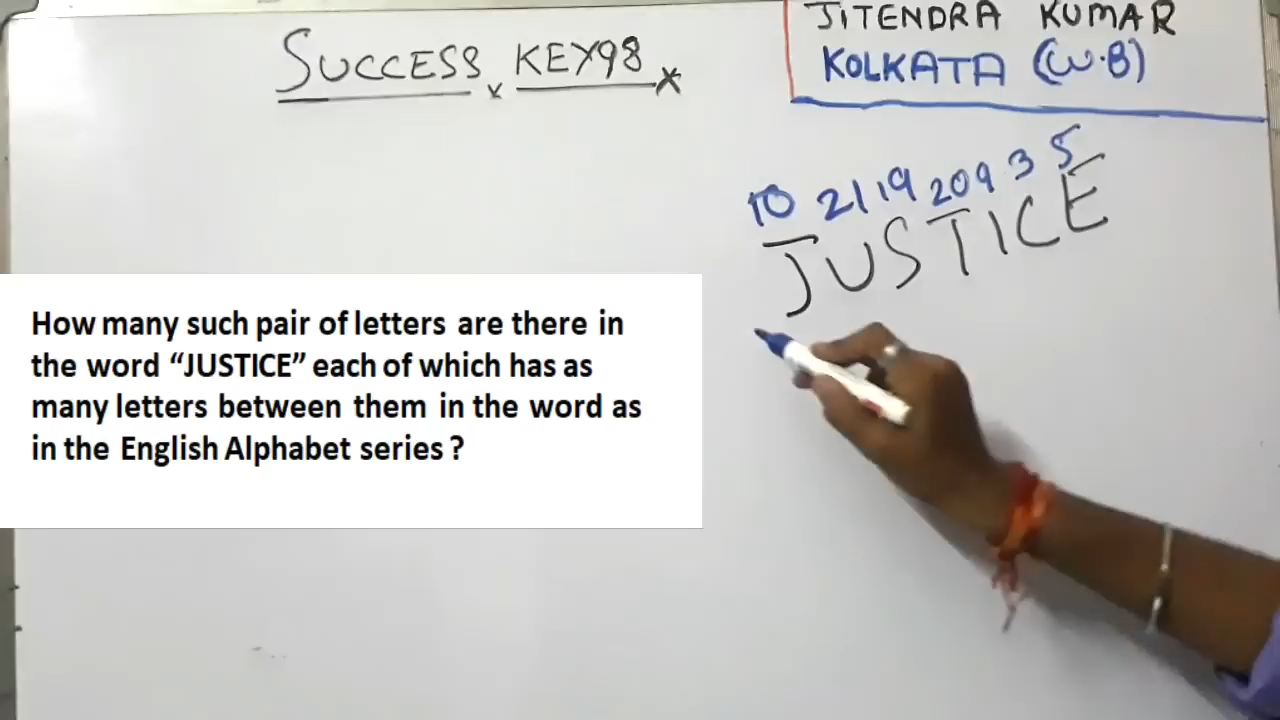 SUCCESS KEY98
JITENDRA KUMAR
KOLKATA (W.B)
10 21 19 20 9 3 5
JUSTICE
How many such pair of letters are there in
the word “JUSTICE” each of which has as
many letters between them in the word as
in the English Alphabet series ?